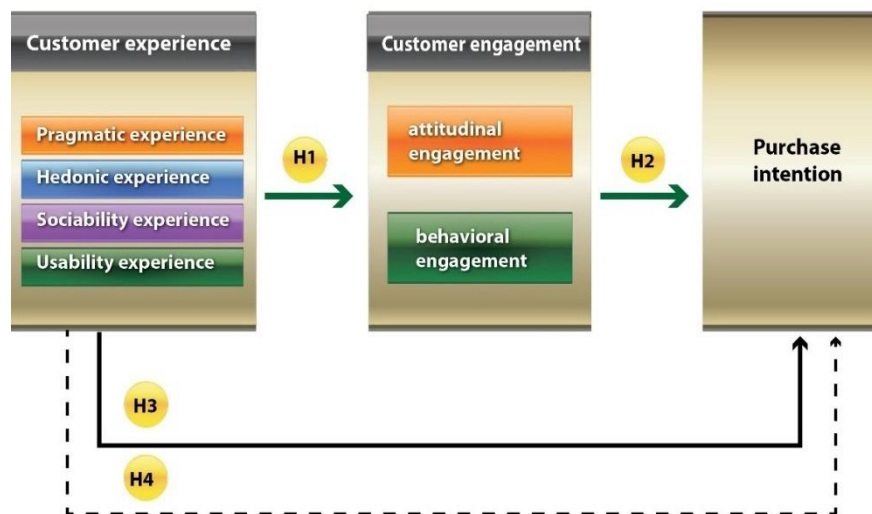 Customer experience
Pragmatic experience
Hedonic experience
Sociability experience
Usability experience
H1
Customer engagement
attitudinal
engagement
behavioral
engagement
H2
Purchase
intention
H3
H4